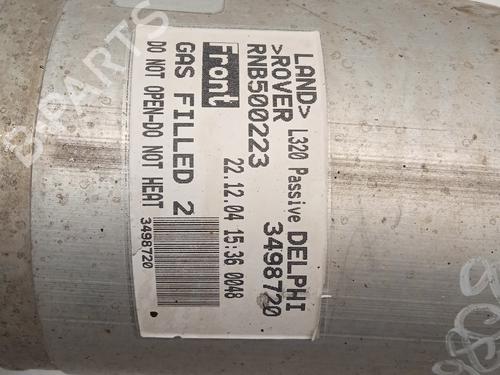 LAND>
>ROVER L320 Passive DELPHI
RNB500223 3498720
Front 22.12.04 15:36 0048
GAS FILLED 2
DO NOT OPEN-DO NOT HEAT 3498720
B-PARTS